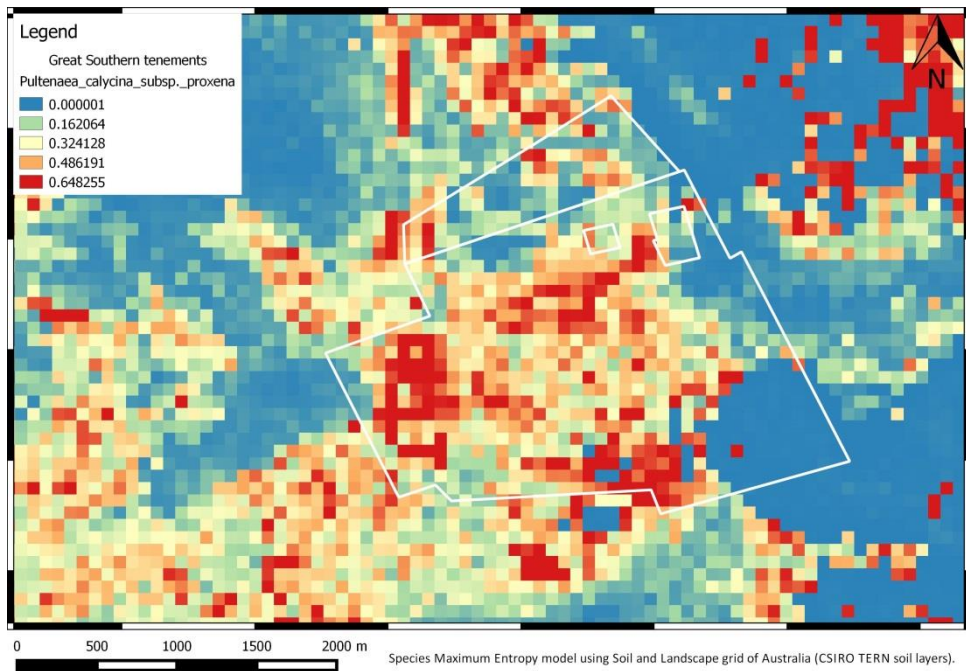 Legend
Great Southern tenements
Pultenaea_calycina_subsp._proxena
0.000001
0.162064
0.324128
0.486191
0.648255
N
0 500 1000 1500 2000 m
Species Maximum Entropy model using Soil and Landscape grid of Australia (CSIRO TERN soil layers).